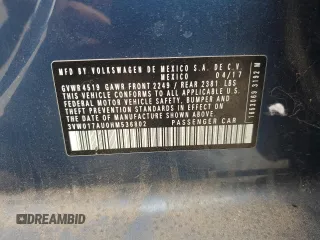 MFD BY VOLKSWAGEN DE MEXICO S.A. DE C.V.
MEXICO 04/17
GVWR 4519 GAWR FRONT 2249 / REAR 2381 LBS
THIS VEHICLE CONFORMS TO ALL APPLICABLE
FEDERAL MOTOR VEHICLE SAFETY, BUMPER AND
THEFT PREVENTION STANDARDS IN EFFECT ON
THE DATE OF MANUFACTURE SHOWN ABOVE.
3VW017AU0HM536802 PASSENGER CAR
DREAMBID